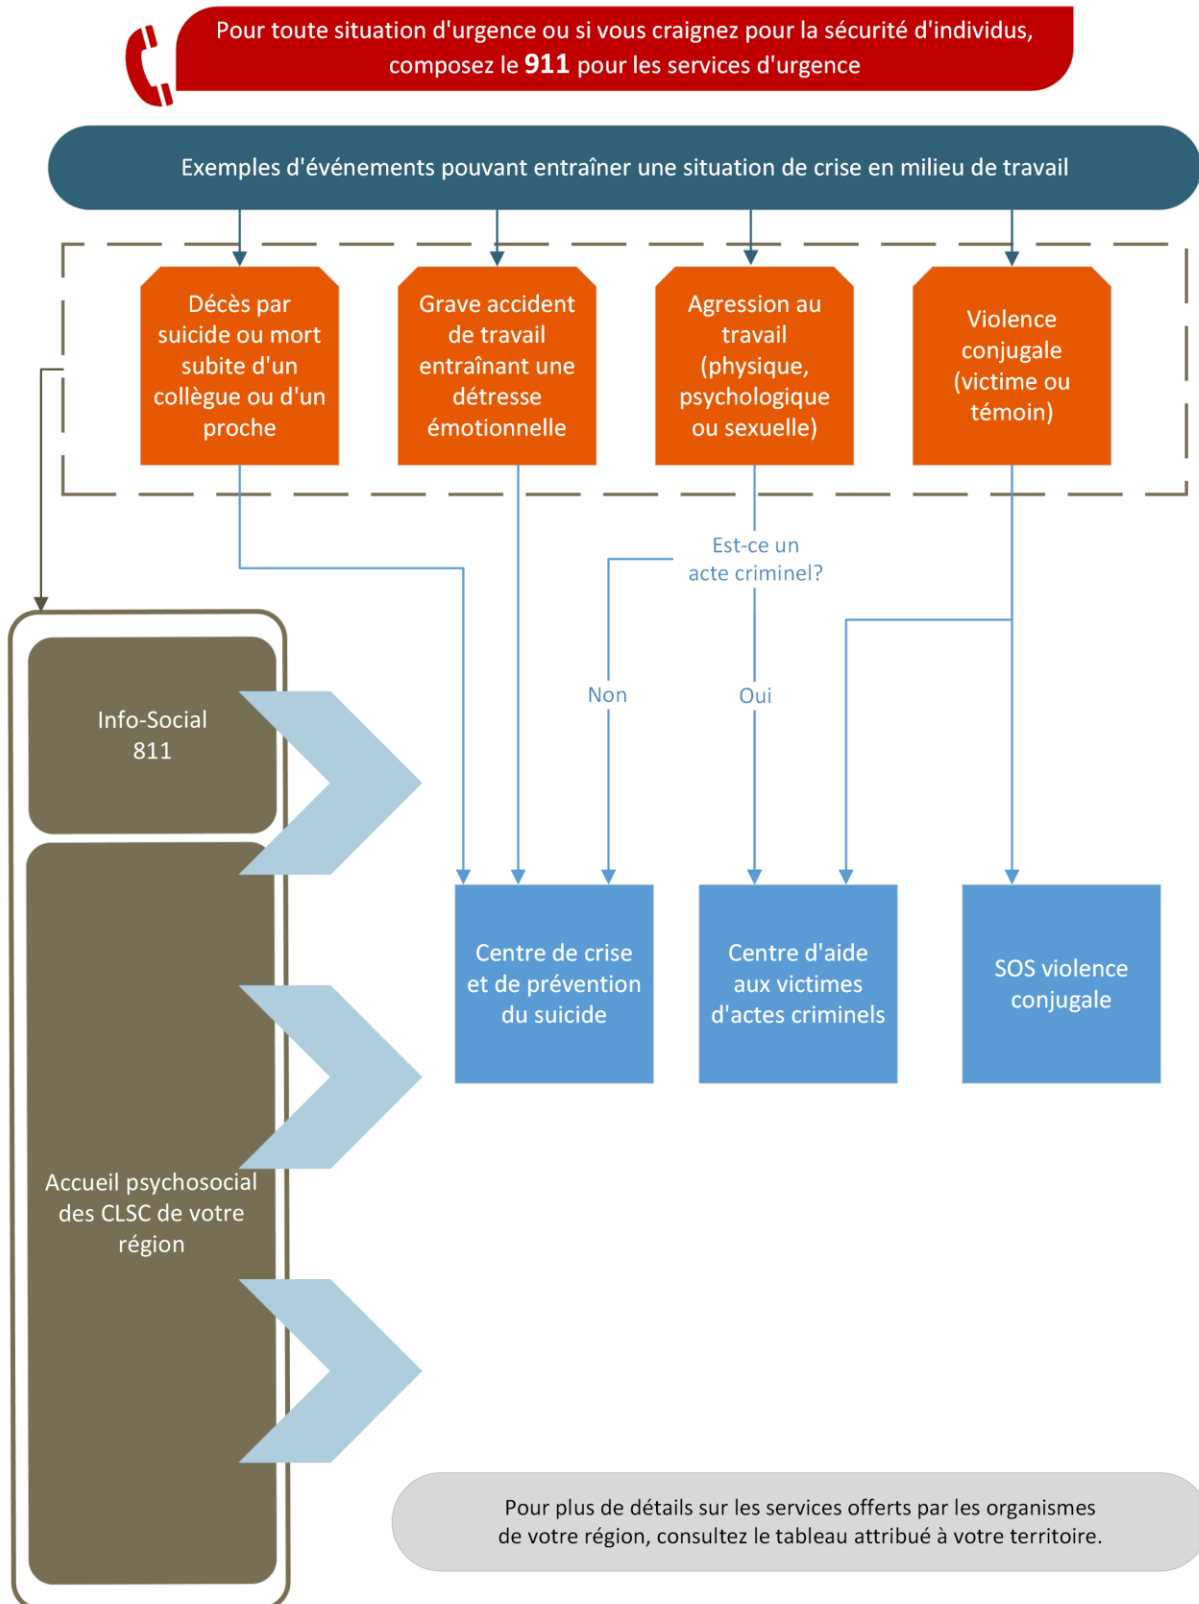 Pour toute situation d'urgence ou si vous craignez pour la sécurité d'individus,
composez le 911 pour les services d'urgence
Exemples d'événements pouvant entraîner une situation de crise en milieu de travail
Décès par
suicide ou mort
subite d'un
collègue ou d'un
proche
Grave accident
de travail
entraînant une
détresse
émotionnelle
Agression au
travail
(physique,
psychologique
ou sexuelle)
Violence
conjugale
(victime ou
témoin)
Est-ce un
acte criminel?
Non
Oui
Info-Social
811
Centre de crise
et de prévention
du suicide
Centre d'aide
aux victimes
d'actes criminels
SOS violence
conjugale
Accueil psychosocial
des CLSC de votre
région
Pour plus de détails sur les services offerts par les organismes
de votre région, consultez le tableau attribué à votre territoire.